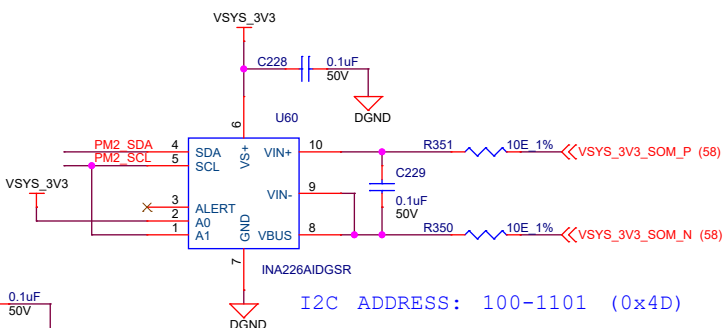 VSYS_3V3
C228
0.1uF
50V
DGND
U60
6
PM2_SDA
4
SDA
VS+
VIN+
10
R351
10E_1%
VSYS_3V3_SOM_P (58)
PM2_SCL
5
SCL
C229
VSYS_3V3
VIN-
9
0.1uF
50V
3
ALERT
2
A0
GND
1
A1
VBUS
8
R350
10E_1%
VSYS_3V3_SOM_N (58)
7
INA226AIDGSR
0.1uF
50V
I2C ADDRESS: 100-1101 (0x4D)
DGND